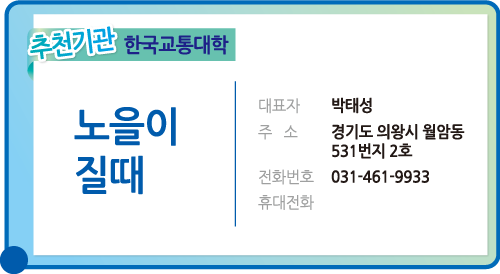 추천기관 한국교통대학
노을이
질때
대표자 박태성
주 소 경기도 의왕시 월암동
531번지 2호
전화번호 031-461-9933
휴대전화